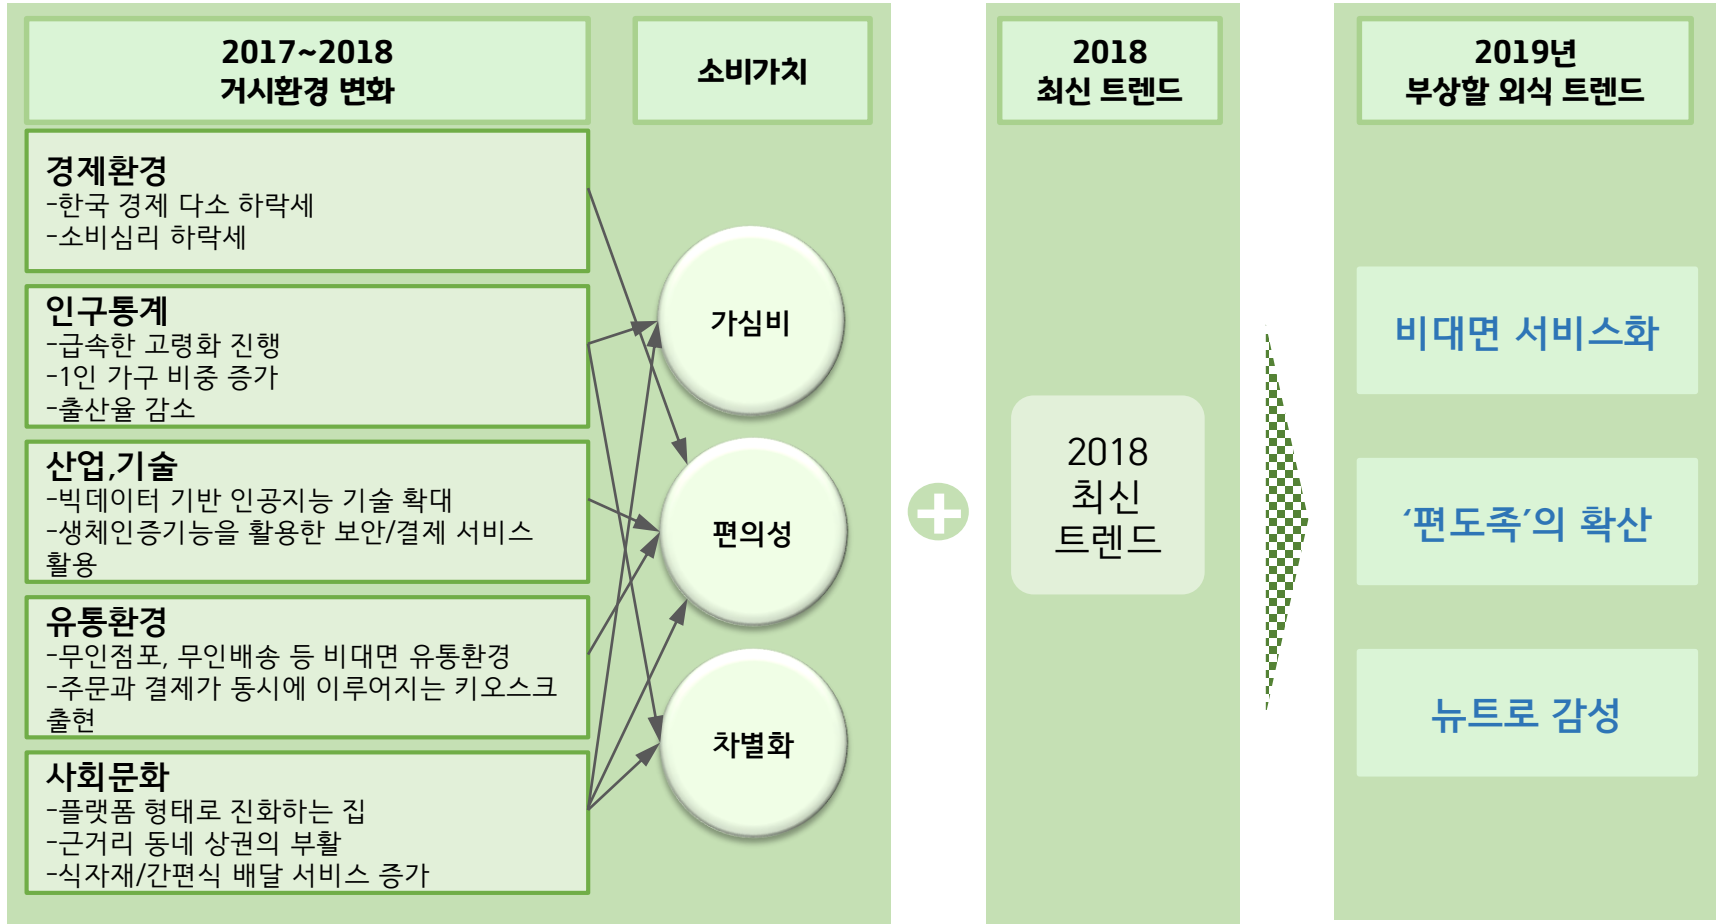 2017~2018
거시환경 변화
소비가치
2018
최신 트렌드
2019년
부상할 외식 트렌드
경제환경
-한국 경제 다소 하락세
-소비심리 하락세
인구통계
-급속한 고령화 진행
-1인 가구 비중 증가
-출산율 감소
산업,기술
-빅데이터 기반 인공지능 기술 확대
-생체인증기능을 활용한 보안/결제 서비스
활용
유통환경
-무인점포, 무인배송 등 비대면 유통환경
-주문과 결제가 동시에 이루어지는 키오스크
출현
사회문화
-플랫폼 형태로 진화하는 집
-근거리 동네 상권의 부활
-식자재/간편식 배달 서비스 증가
가심비
편의성
차별화
2018
최신
트렌드
비대면 서비스화
‘편도족’의 확산
뉴트로 감성